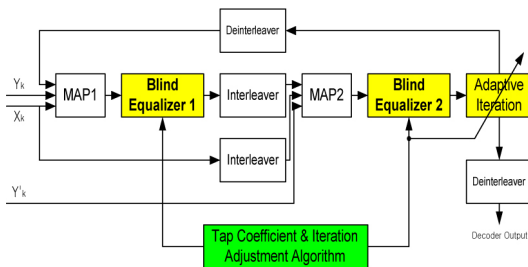 Deinterleaver
Yk
Xk
MAP1
Blind
Equalizer 1
Interleaver
MAP2
Blind
Equalizer 2
Adaptive
Iteration
Interleaver
Deinterleaver
Y'k
Tap Coefficient & Iteration
Adjustment Algorithm
Decoder Output